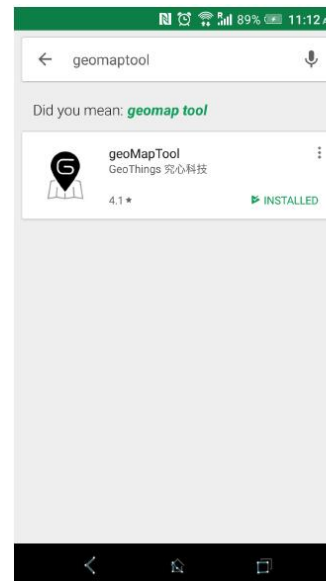 89% 11:12
geomaptool
Did you mean: geomap tool
geoMapTool
GeoThings 究心科技
4.1★
INSTALLED